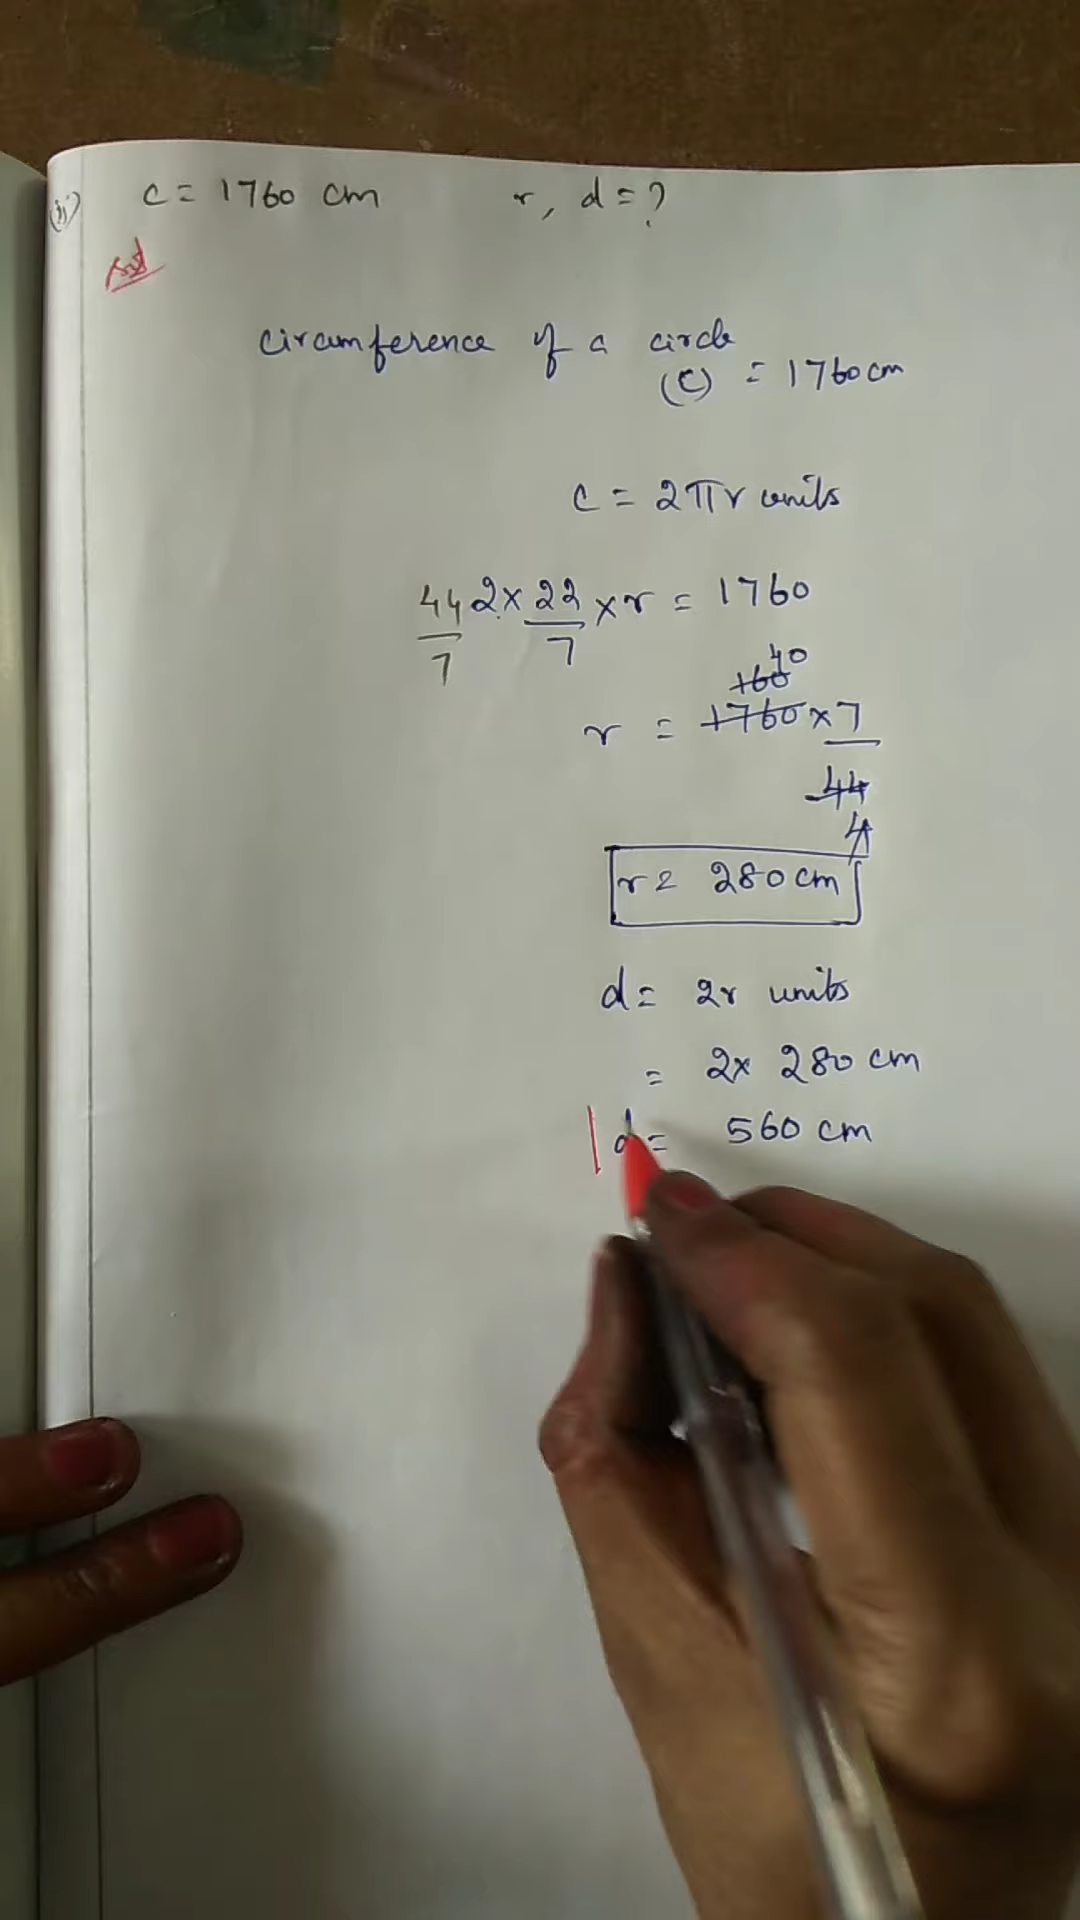 (ii) C = 1760 cm r, d = ?
Ans
circumference of a circle
(C) = 1760 cm
C = 2πr units
44/7 2 × 22/7 × r = 1760
40
160
r = 1760 × 7
44
4
r = 280 cm
d = 2r units
= 2 × 280 cm
d = 560 cm